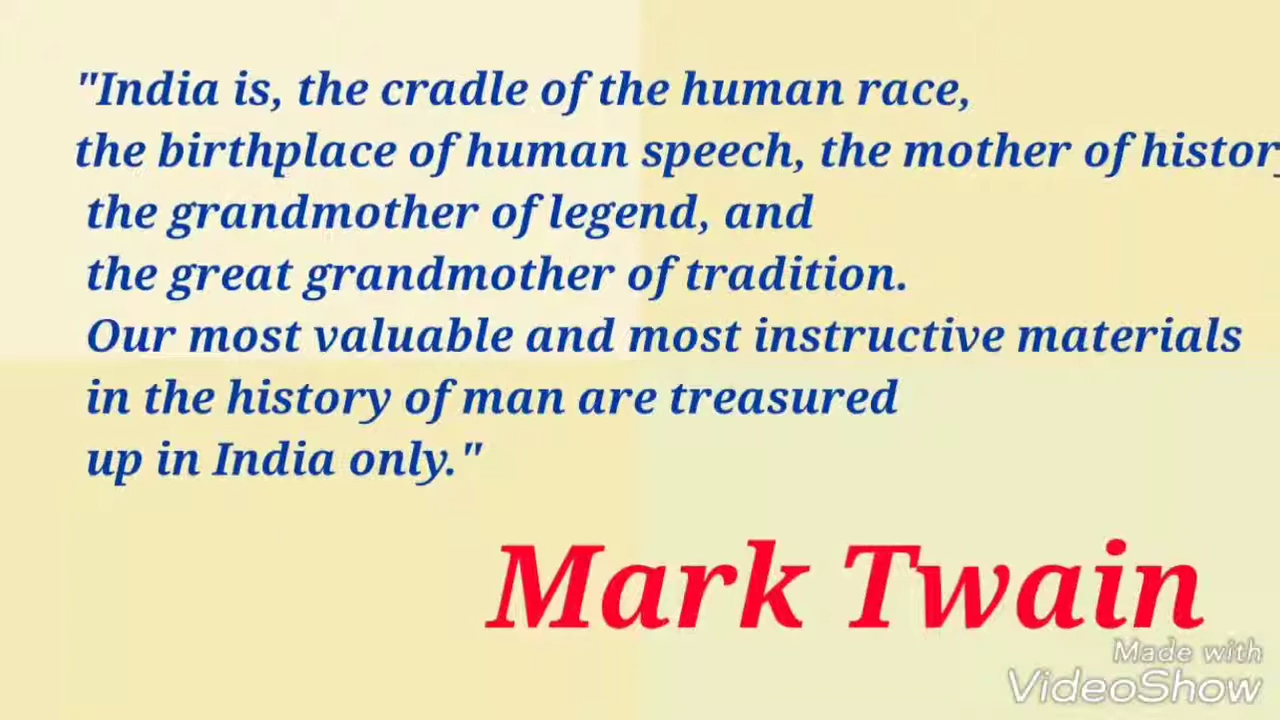 "India is, the cradle of the human race,
the birthplace of human speech, the mother of history
the grandmother of legend, and
the great grandmother of tradition.
Our most valuable and most instructive materials
in the history of man are treasured
up in India only."
Mark Twain
Made with
VideoShow